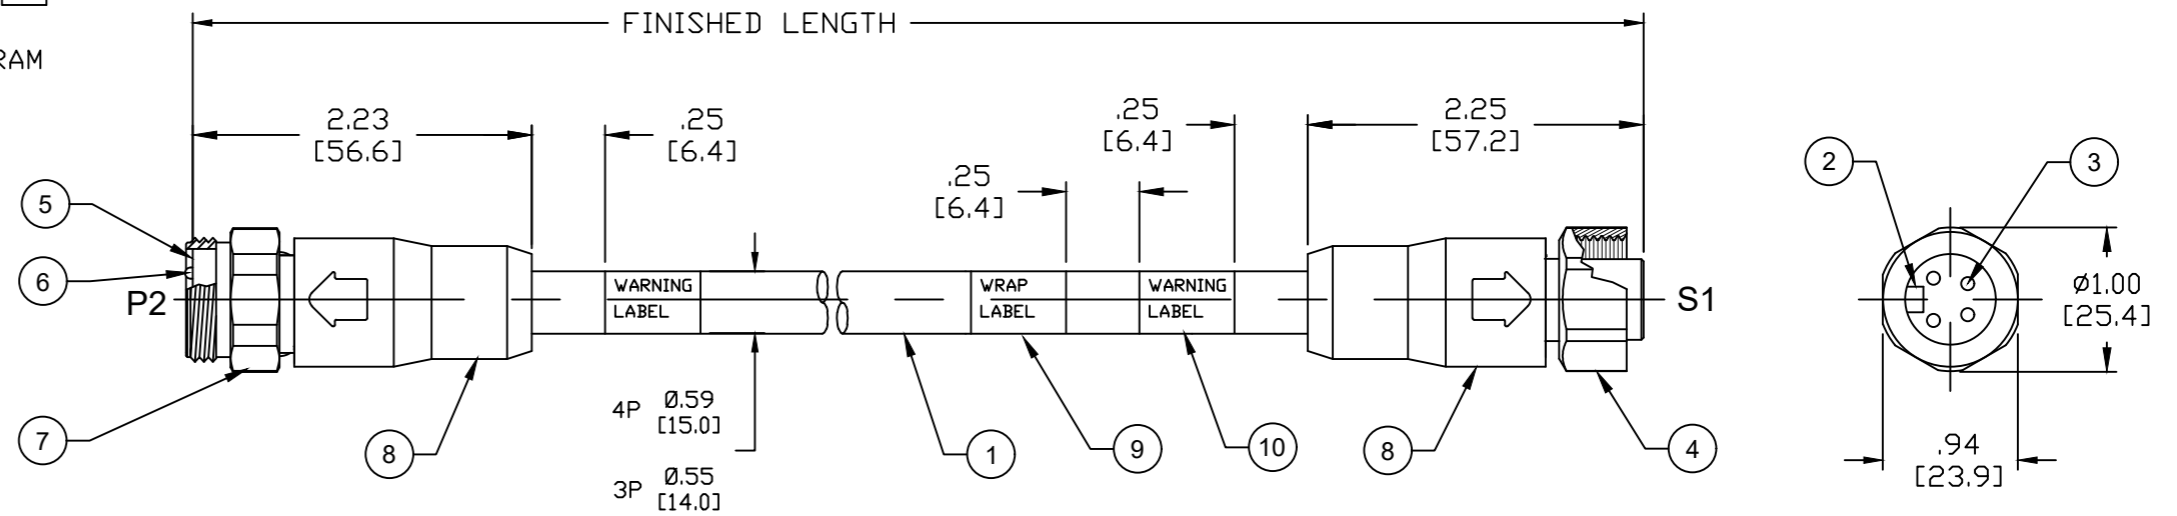 FINISHED LENGTH
RAM
2.23
[56.6]
.25
[6.4]
.25
[6.4]
.25
[6.4]
2.25
[57.2]
2
3
5
6
P2
WARNING
LABEL
WRAP
LABEL
WARNING
LABEL
S1
Ø1.00
[25.4]
4P Ø.59
[15.0]
3P Ø.55
[14.0]
7
8
1
9
10
8
4
.94
[23.9]